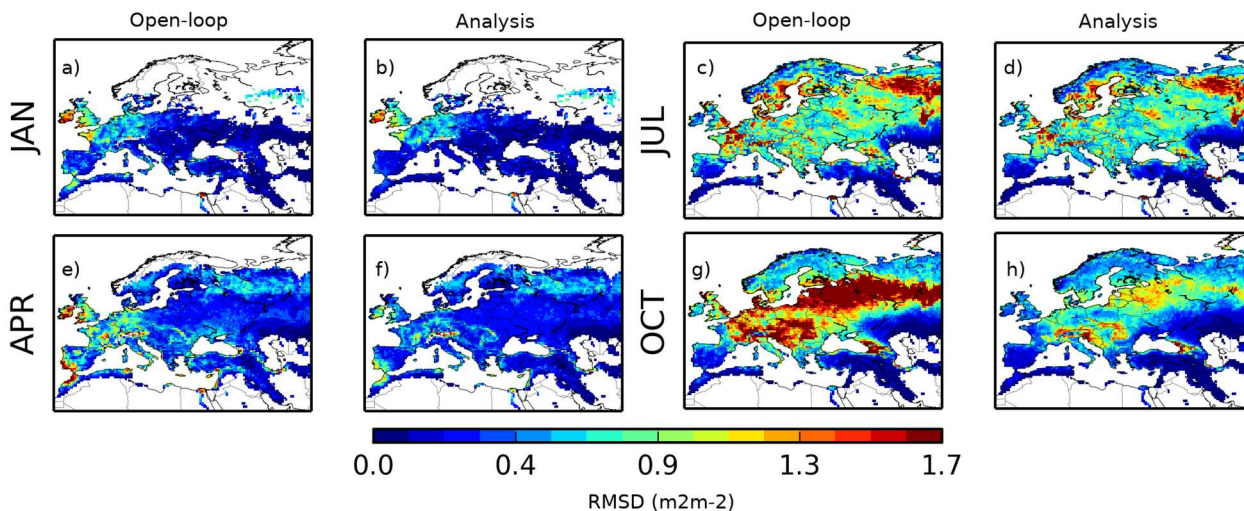 Open-loop
Analysis
Open-loop
Analysis
JAN
a)
b)
JUL
c)
d)
APR
e)
f)
OCT
g)
h)
0.0 0.4 0.9 1.3 1.7
RMSD (m2m-2)